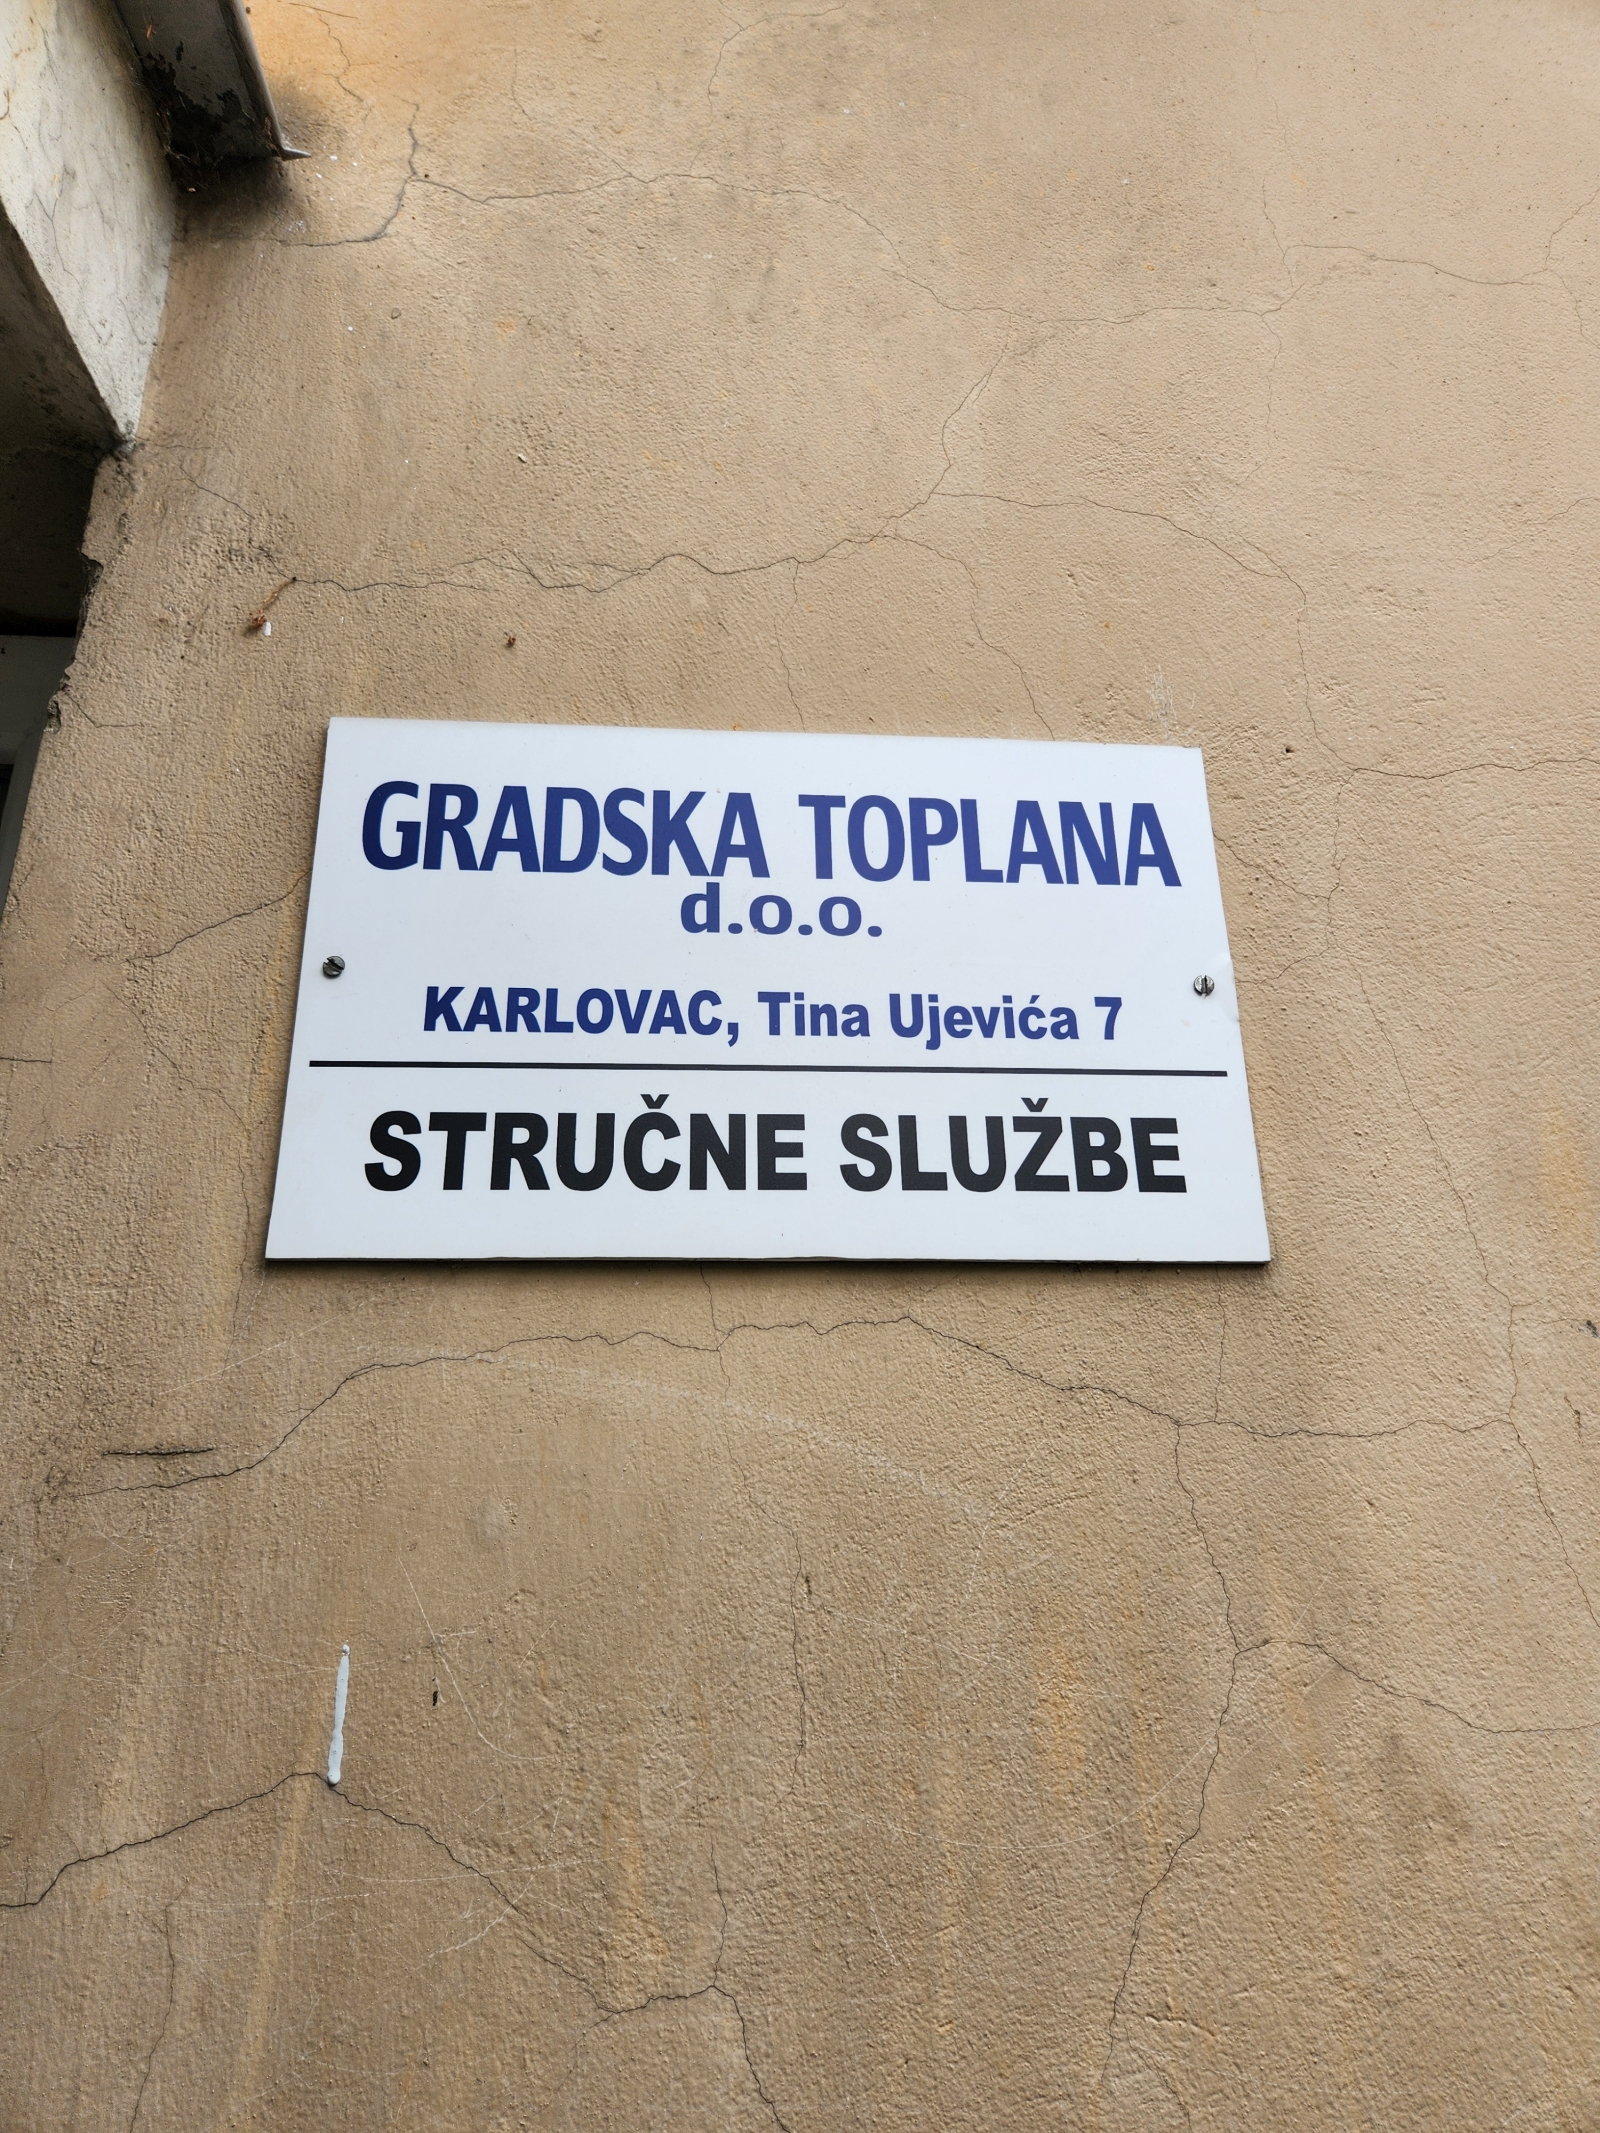 GRADSKA TOPLANA
d.o.o.
KARLOVAC, Tina Ujevića 7
STRUČNE SLUŽBE